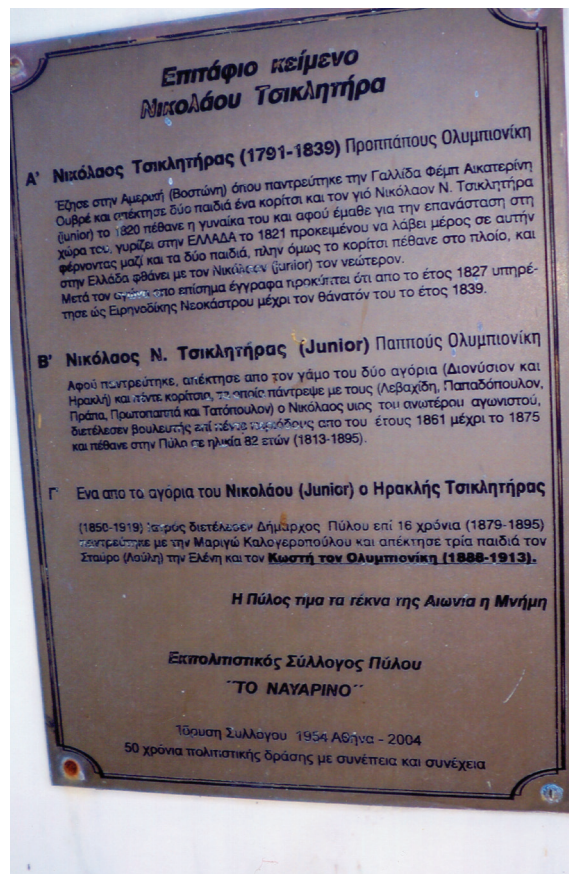 Επιτάφιο κείμενο
Νικολάου Τσικλητήρα
Α' Νικόλαος Τσικλητήρας (1791-1839) Προππάπους Ολυμπιονίκη
Έζησε στην Αμερική (Βοστώνη) όπου παντρεύτηκε την Γαλλίδα Φέμπ Αικατερίνη
Ουβρέ και απέκτησε δύο παιδιά ένα κορίτσι και τον γιό Νικόλαον Ν. Τσικλητήρα
(junior) το 1820 πέθανε η γυναίκα του και αφού έμαθε για την επανάσταση στη
χώρα του, γυρίζει στην ΕΛΛΑΔΑ το 1821 προκειμένου να λάβει μέρος σε αυτήν
φέρνοντας μαζί και τα δύο παιδιά, πλην όμως το κορίτσι πέθανε στο πλοίο, και
στην Ελλάδα φθάνει με τον Νικόλαον (junior) τον νεώτερον.
Μετά τον αγώνα απο επίσημα έγγραφα προκύπτει ότι απο το έτος 1827 υπηρέ-
τησε ώς Ειρηνοδίκης Νεοκάστρου μέχρι τον θάνατόν του το έτος 1839.
Β' Νικόλαος Ν. Τσικλητήρας (Junior) Παππούς Ολυμπιονίκη
Αφού παντρεύτηκε, απέκτησε απο τον γάμο του δύο αγόρια (Διονύσιον και
Ηρακλή) και πέντε κορίτσια, τα οποία πάντρεψε με τους (Λεβαχίδη, Παπαδόπουλον,
Πράπα, Πρωτοπαππά και Τατόπουλον) ο Νικόλαος υιος του ανωτέρου αγωνιστού,
διετέλεσεν βουλευτής επί πέντε περιόδους απο του έτους 1861 μέχρι το 1875
και πέθανε στην Πύλο σε ηλικία 82 ετών (1813-1895).
Γ' Ενα απο το αγόρια του Νικολάου (Junior) ο Ηρακλής Τσικλητήρας
(1850-1919) Ιατρός διετέλεσεν Δήμαρχος Πύλου επί 16 χρόνια (1879-1895)
παντρεύτηκε με την Μαριγώ Καλογεροπούλου και απέκτησε τρία παιδιά τον
Σταύρο (Λούλη) την Ελένη και τον Κωστή τον Ολυμπιονίκη (1888-1913).
Η Πύλος τιμα τα τέκνα της Αιωνία η Μνήμη
Εκπολιτιστικός Σύλλογος Πύλου
¨ΤΟ ΝΑΥΑΡΙΝΟ¨
Ίδρυση Συλλόγου 1954 Αθήνα - 2004
50 χρόνια πολιτιστικής δράσης με συνέπεια και συνέχεια